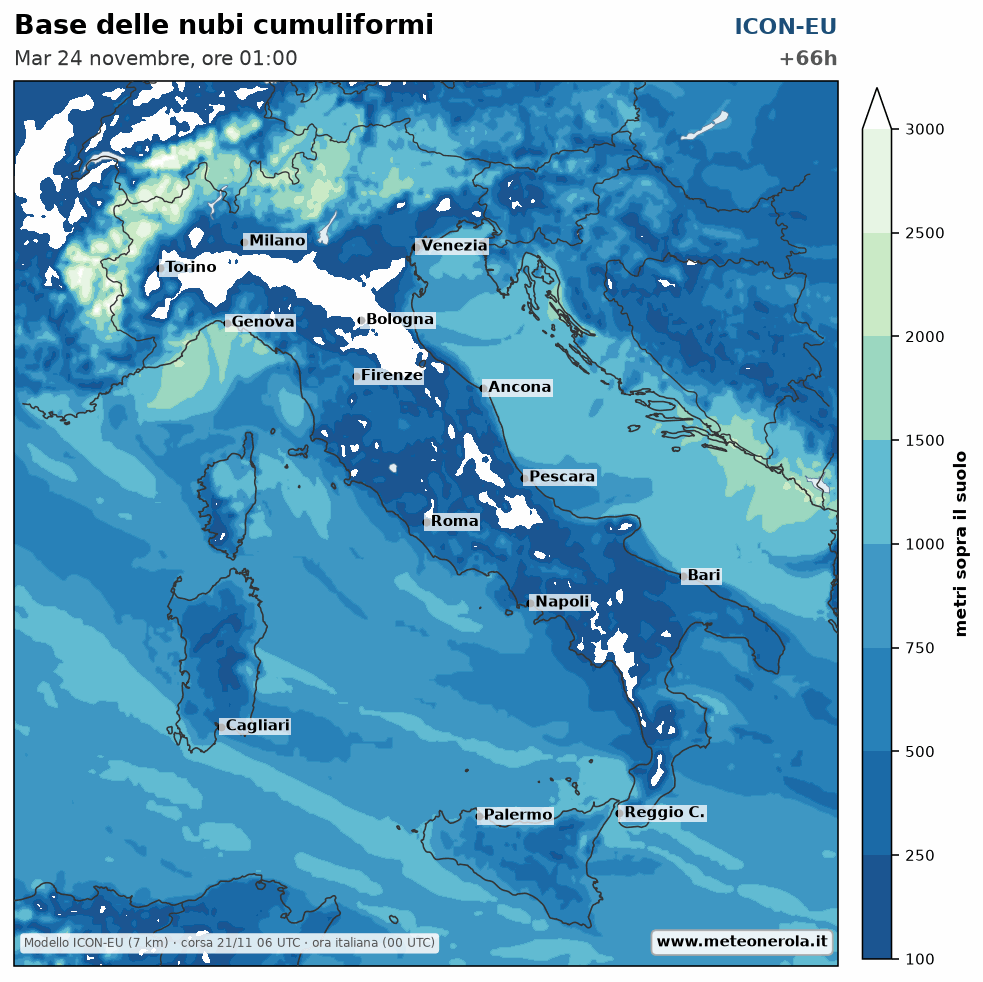 Base delle nubi cumuliformi
ICON-EU
Mar 24 novembre, ore 01:00
+66h
3000
2500
2000
1500
1000
750
500
250
100
metri sopra il suolo
Milano
Venezia
Torino
Genova
Bologna
Firenze
Ancona
Pescara
Roma
Bari
Napoli
Cagliari
Palermo
Reggio C.
Modello ICON-EU (7 km) · corsa 21/11 06 UTC · ora italiana (00 UTC)
www.meteonerola.it